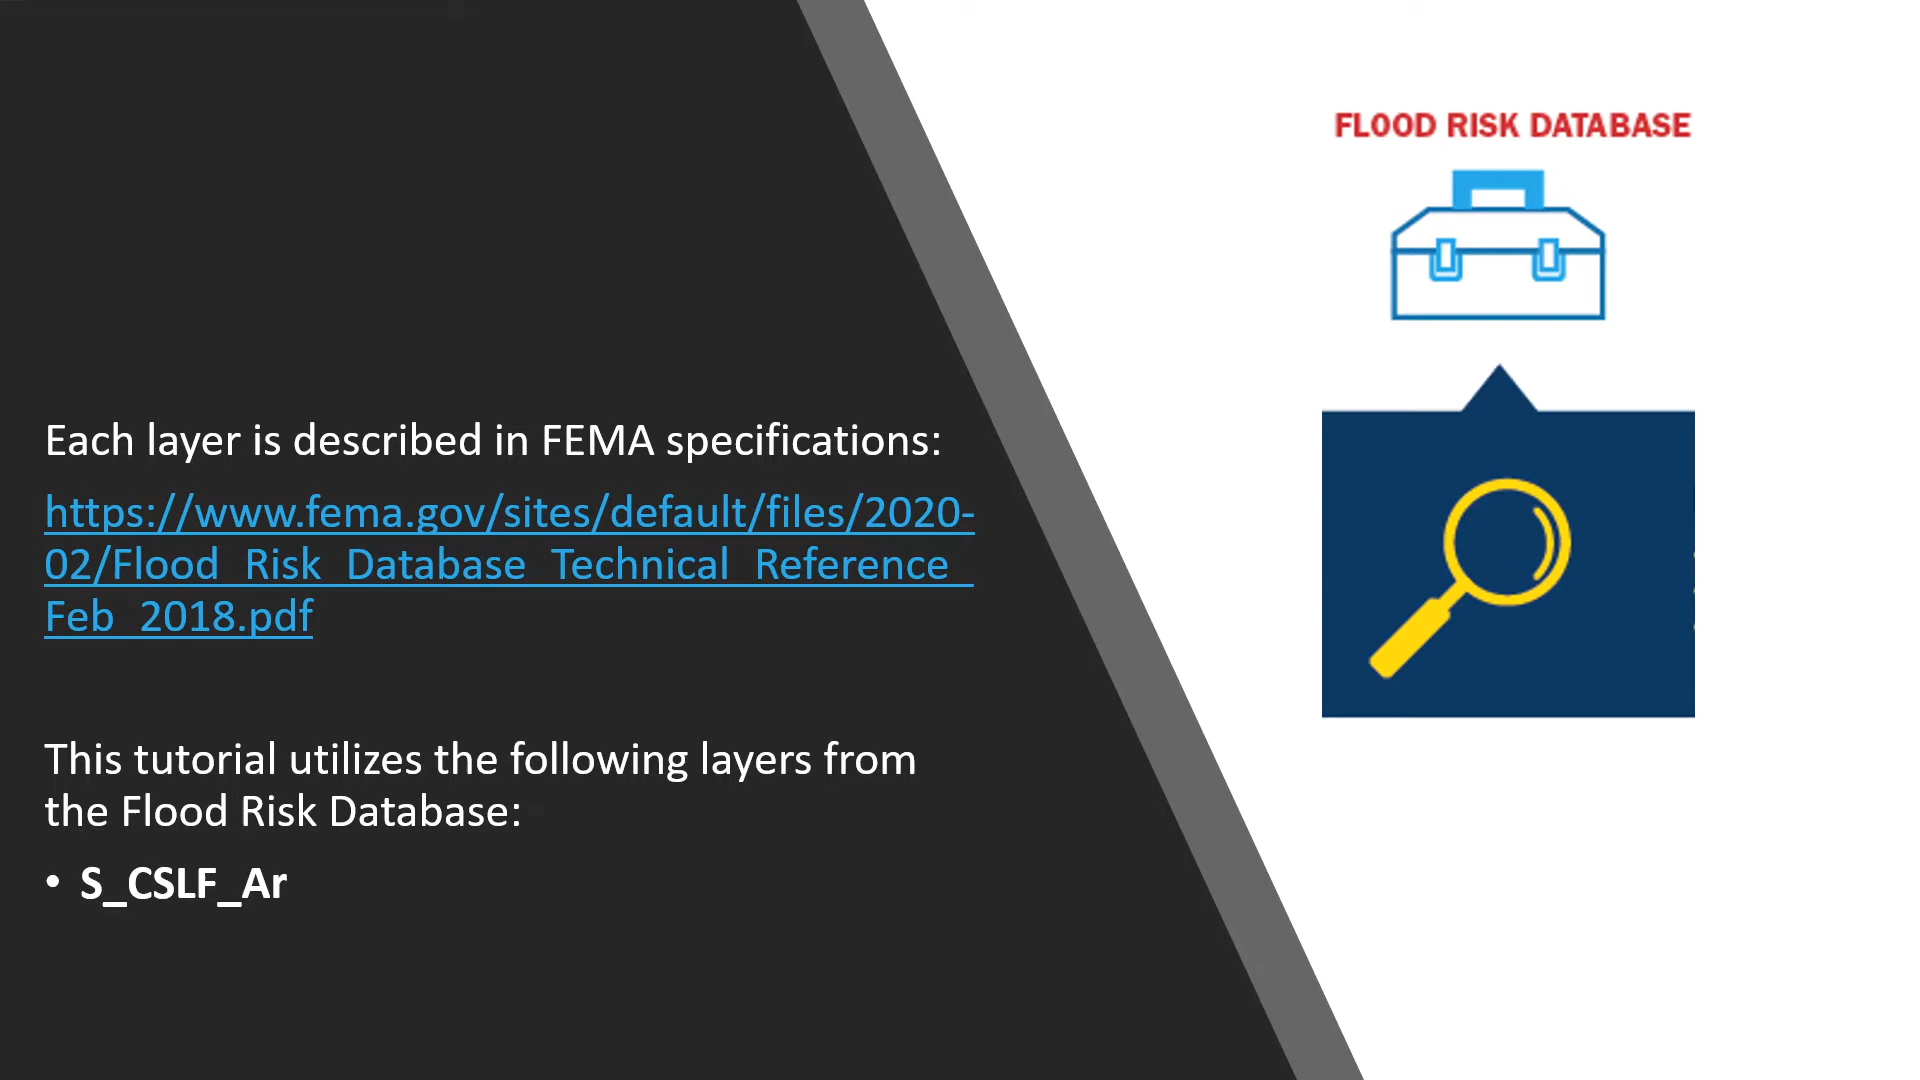 FLOOD RISK DATABASE
Each layer is described in FEMA specifications:
https://www.fema.gov/sites/default/files/2020-
02/Flood_Risk_Database_Technical_Reference_
Feb_2018.pdf
This tutorial utilizes the following layers from
the Flood Risk Database:
• S_CSLF_Ar